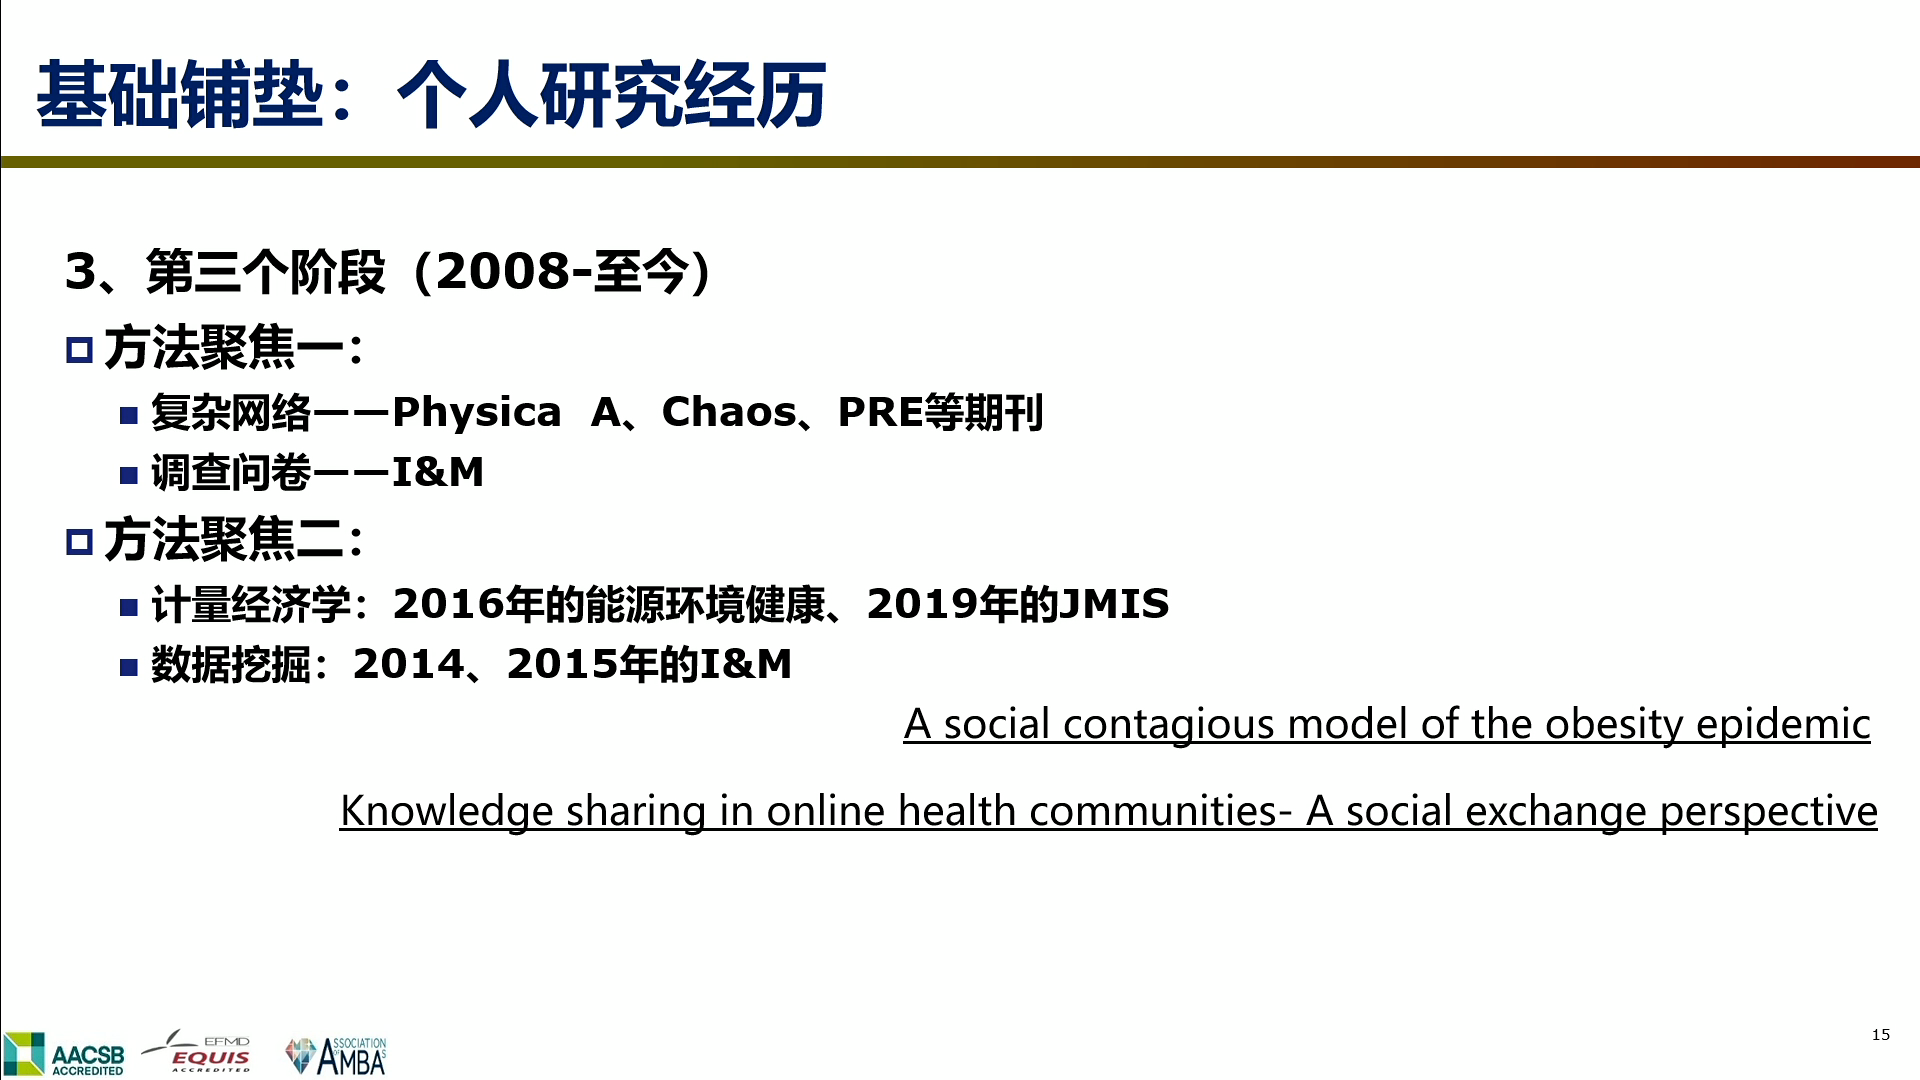 基础铺垫：个人研究经历
3、第三个阶段（2008-至今）
方法聚焦一：
复杂网络——Physica A、Chaos、PRE等期刊
调查问卷——I&M
方法聚焦二：
计量经济学：2016年的能源环境健康、2019年的JMIS
数据挖掘：2014、2015年的I&M
A social contagious model of the obesity epidemic
Knowledge sharing in online health communities- A social exchange perspective
15
AACSB
ACCREDITED
EFMD
EQUIS
ACCREDITED
ASSOCIATION
OF
AMBAS